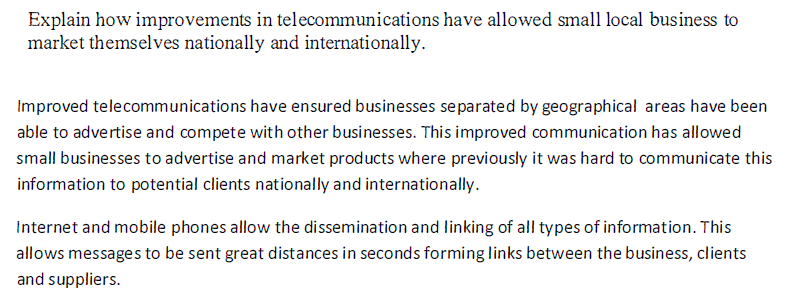 Explain how improvements in telecommunications have allowed small local business to
market themselves nationally and internationally.
Improved telecommunications have ensured businesses separated by geographical areas have been
able to advertise and compete with other businesses. This improved communication has allowed
small businesses to advertise and market products where previously it was hard to communicate this
information to potential clients nationally and internationally.
Internet and mobile phones allow the dissemination and linking of all types of information. This
allows messages to be sent great distances in seconds forming links between the business, clients
and suppliers.